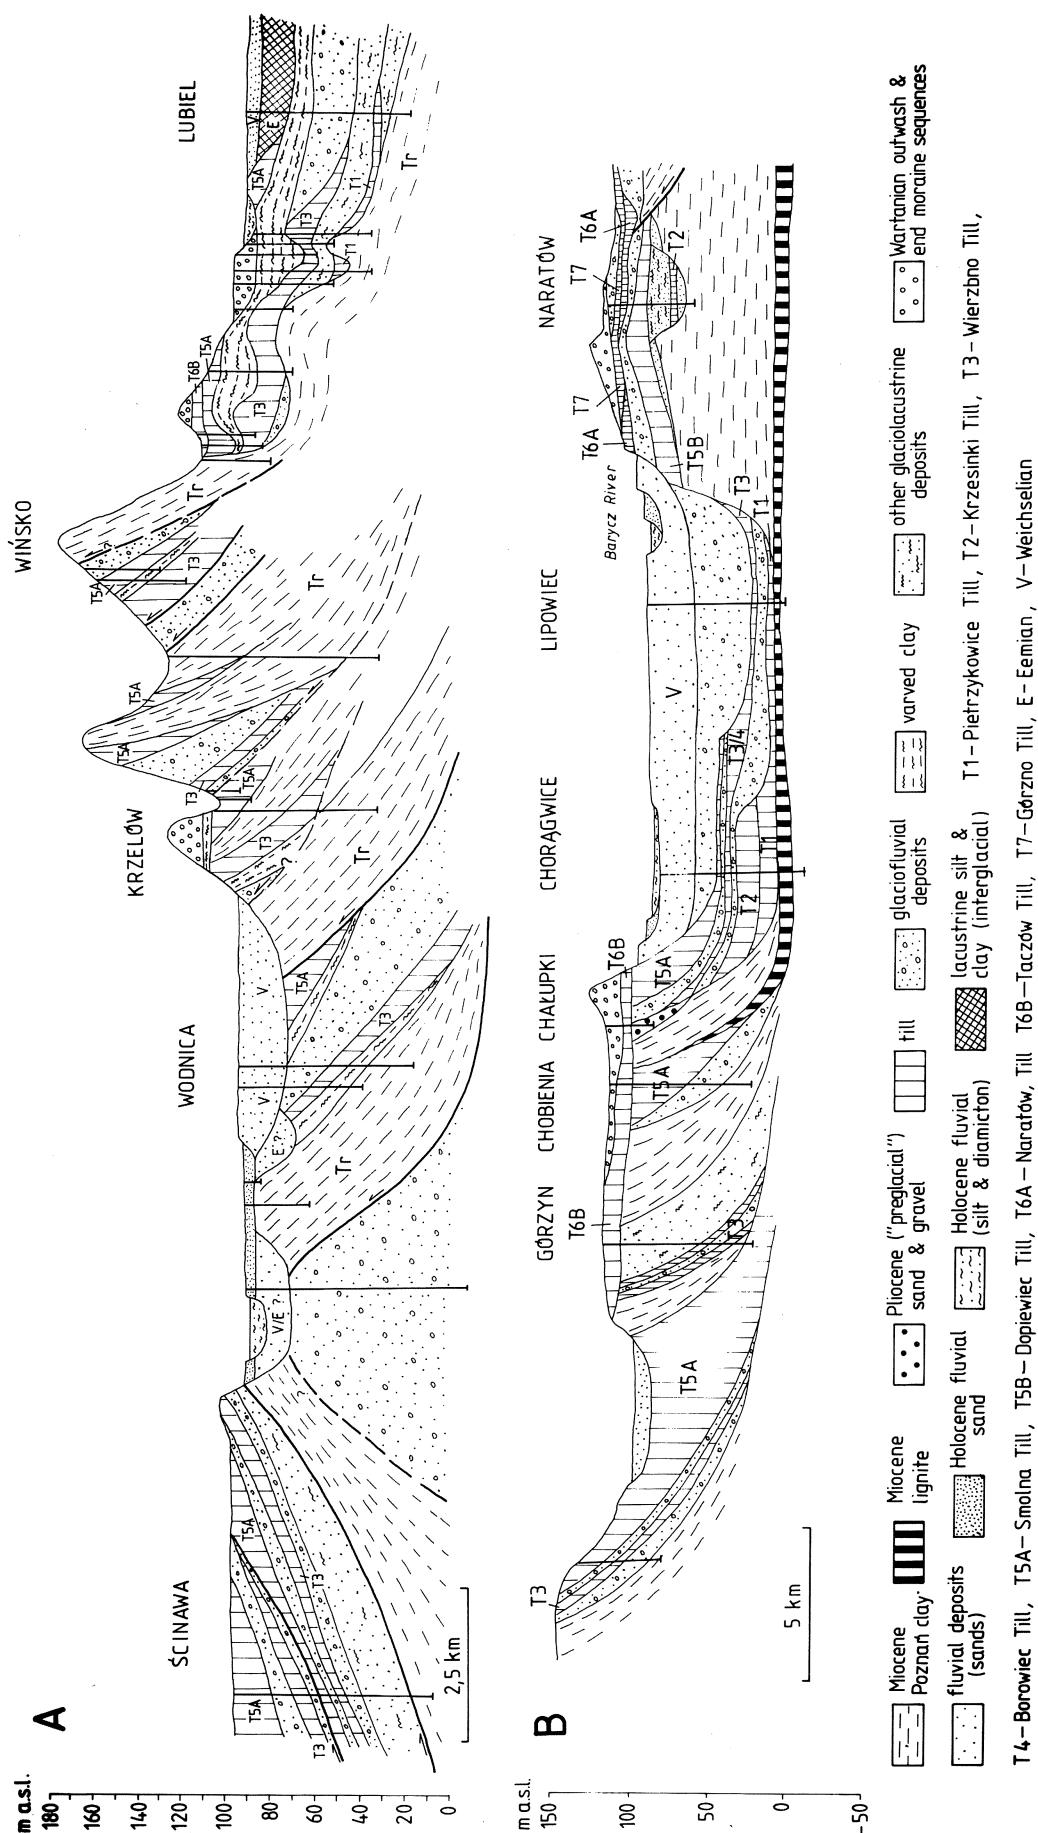 A
m a.s.l.
180
160
140
120
100
80
60
40
20
0
ŚCINAWA
WODNICA
KRZELÓW
WIŃSKO
LUBIEL
T5A
T3
T5A
T3
2,5 km
V/E ?
E ?
V
V
Tr
T5A
T3
Tr
T3
?
T3
T5A
T5A
T5A
Tr
T5A
T3
?
Tr
T6B
T5A
T3
T5A
E
V
T3
T1
T1
Tr
B
m a.s.l.
150
100
50
0
-50
GÓRZYN
CHOBIENIA
CHAŁUPKI
CHORĄGWICE
LIPOWIEC
NARATÓW
T3
5 km
T5A
T6B
T3
T5A
T6B
T5A
T2
T1
V
T3/4
Barycz River
T3
T1
T5B
T6A
T7
T7
T6A
T2
Miocene Poznań clay
Miocene lignite
Pliocene ("preglacial") sand & gravel
till
glaciofluvial deposits
varved clay
other glaciolacustrine deposits
Wartanian outwash & end moraine sequences
fluvial deposits (sands)
Holocene fluvial sand
Holocene fluvial (silt & diamicton)
lacustrine silt & clay (interglacial)
T1-Pietrzykowice Till, T2-Krzesinki Till, T3-Wierzbno Till,
T4-Borowiec Till, T5A-Smolna Till, T5B-Dopiewiec Till, T6A-Naratów, Till T6B-Taczów Till, T7-Górzno Till, E-Eemian, V-Weichselian